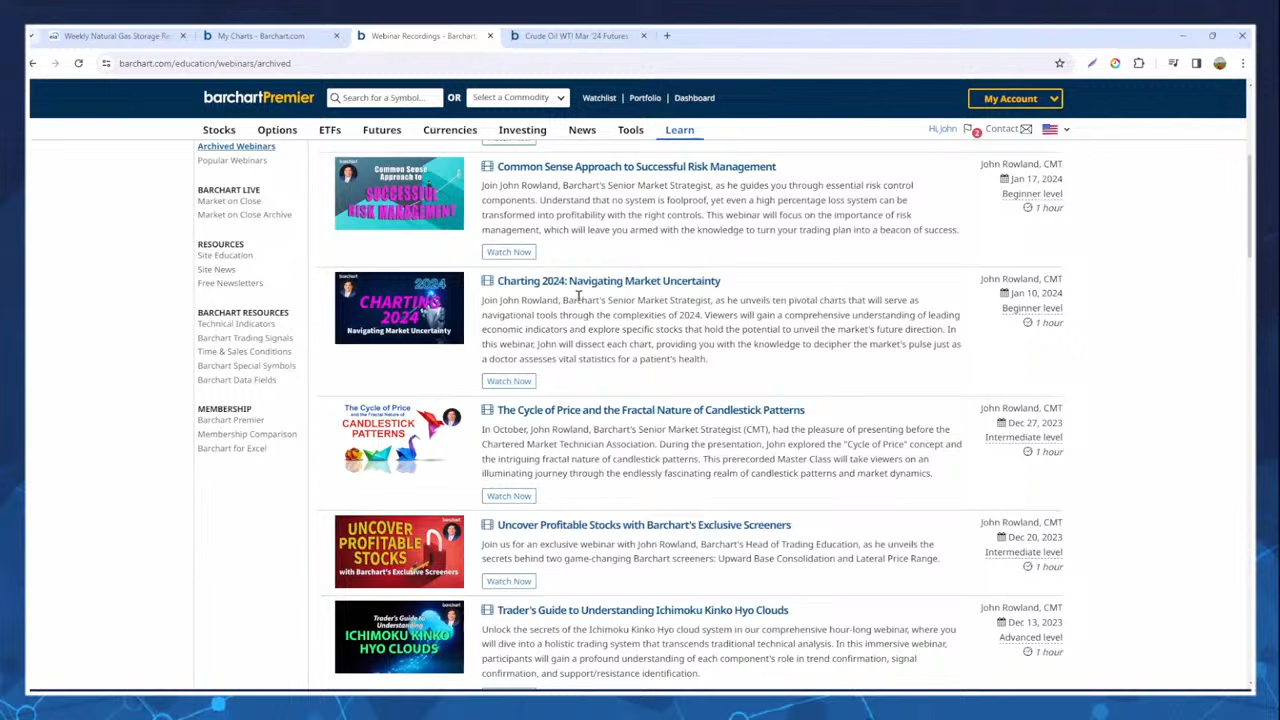 Weekly Natural Gas Storage Re
My Charts - Barchart.com
Webinar Recordings - Barchart.
Crude Oil WTI Mar '24 Futures
barchart.com/education/webinars/archived
barchartPremier
Search for a Symbol...
OR
Select a Commodity
Watchlist
Portfolio
Dashboard
My Account
Stocks
Options
ETFs
Futures
Currencies
Investing
News
Tools
Learn
Hi, John
2
Contact
Archived Webinars
Popular Webinars
BARCHART LIVE
Market on Close
Market on Close Archive
RESOURCES
Site Education
Site News
Free Newsletters
BARCHART RESOURCES
Technical Indicators
Barchart Trading Signals
Time & Sales Conditions
Barchart Special Symbols
Barchart Data Fields
MEMBERSHIP
Barchart Premier
Membership Comparison
Barchart for Excel
barchart
Common Sense
Approach to
SUCCESSFUL
RISK MANAGEMENT
Common Sense Approach to Successful Risk Management
Join John Rowland, Barchart's Senior Market Strategist, as he guides you through essential risk control
components. Understand that no system is foolproof, yet even a high percentage loss system can be
transformed into profitability with the right controls. This webinar will focus on the importance of risk
management, which will leave you armed with the knowledge to turn your trading plan into a beacon of success.
Watch Now
John Rowland, CMT
Jan 17, 2024
Beginner level
1 hour
barchart
2024
CHARTING
2024:
Navigating Market Uncertainty
Charting 2024: Navigating Market Uncertainty
Join John Rowland, Barchart's Senior Market Strategist, as he unveils ten pivotal charts that will serve as
navigational tools through the complexities of 2024. Viewers will gain a comprehensive understanding of leading
economic indicators and explore specific stocks that hold the potential to unveil the market's future direction. In
this webinar, John will dissect each chart, providing you with the knowledge to decipher the market's pulse just as
a doctor assesses vital statistics for a patient's health.
Watch Now
John Rowland, CMT
Jan 10, 2024
Beginner level
1 hour
The Cycle of Price
and the Fractal Nature of
CANDLESTICK
PATTERNS
The Cycle of Price and the Fractal Nature of Candlestick Patterns
In October, John Rowland, Barchart's Senior Market Strategist (CMT), had the pleasure of presenting before the
Chartered Market Technician Association. During the presentation, John explored the "Cycle of Price" concept and
the intriguing fractal nature of candlestick patterns. This prerecorded Master Class will take viewers on an
illuminating journey through the endlessly fascinating realm of candlestick patterns and market dynamics.
Watch Now
John Rowland, CMT
Dec 27, 2023
Intermediate level
1 hour
barchart
UNCOVER
PROFITABLE
STOCKS
with Barchart's Exclusive Screeners
Uncover Profitable Stocks with Barchart's Exclusive Screeners
Join us for an exclusive webinar with John Rowland, Barchart's Head of Trading Education, as he unveils the
secrets behind two game-changing Barchart screeners: Upward Base Consolidation and Lateral Price Range.
Watch Now
John Rowland, CMT
Dec 20, 2023
Intermediate level
1 hour
barchart
Trader's Guide to
Understanding
ICHIMOKU KINKO
HYO CLOUDS
Trader's Guide to Understanding Ichimoku Kinko Hyo Clouds
Unlock the secrets of the Ichimoku Kinko Hyo cloud system in our comprehensive hour-long webinar, where you
will dive into a holistic trading system that transcends traditional technical analysis. In this immersive webinar,
participants will gain a profound understanding of each component's role in trend confirmation, signal
confirmation, and support/resistance identification.
John Rowland, CMT
Dec 13, 2023
Advanced level
1 hour